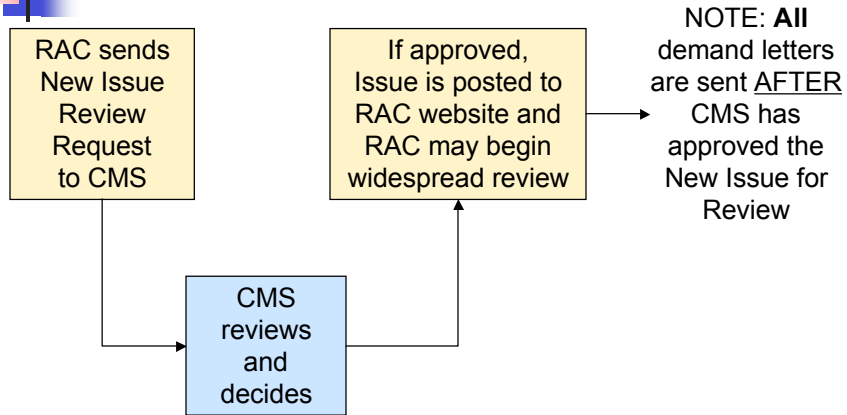 RAC sends
New Issue
Review
Request
to CMS
CMS
reviews
and
decides
If approved,
Issue is posted to
RAC website and
RAC may begin
widespread review
NOTE: All
demand letters
are sent AFTER
CMS has
approved the
New Issue for
Review